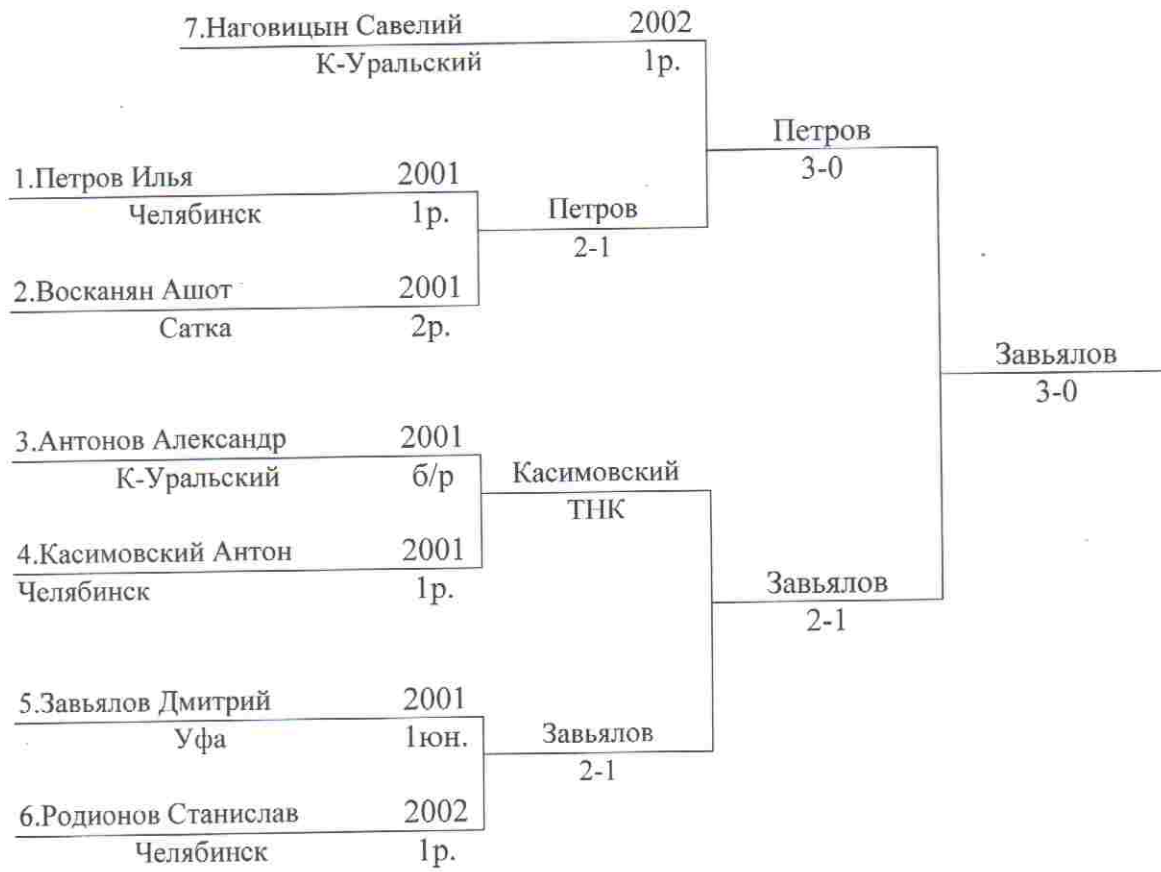 7.Наговицын Савелий 2002
К-Уральский 1р.
Петров
3-0
1.Петров Илья 2001
Челябинск 1р.
Петров
2-1
2.Восканян Ашот 2001
Сатка 2р.
Завьялов
3-0
3.Антонов Александр 2001
К-Уральский б/р
Касимовский
ТНК
4.Касимовский Антон 2001
Челябинск 1р.
Завьялов
2-1
5.Завьялов Дмитрий 2001
Уфа 1юн.
Завьялов
2-1
6.Родионов Станислав 2002
Челябинск 1р.